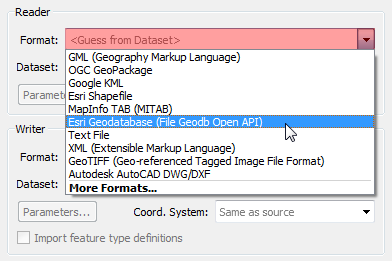 Reader
Format: <Guess from Dataset>
Dataset:
GML (Geography Markup Language)
OGC GeoPackage
Google KML
Esri Shapefile
MapInfo TAB (MITAB)
Esri Geodatabase (File Geodb Open API)
Text File
XML (Extensible Markup Language)
GeoTIFF (Geo-referenced Tagged Image File Format)
Autodesk AutoCAD DWG/DXF
More Formats...
Writer
Format:
Dataset:
Parameters... Coord. System: Same as source
Import feature type definitions